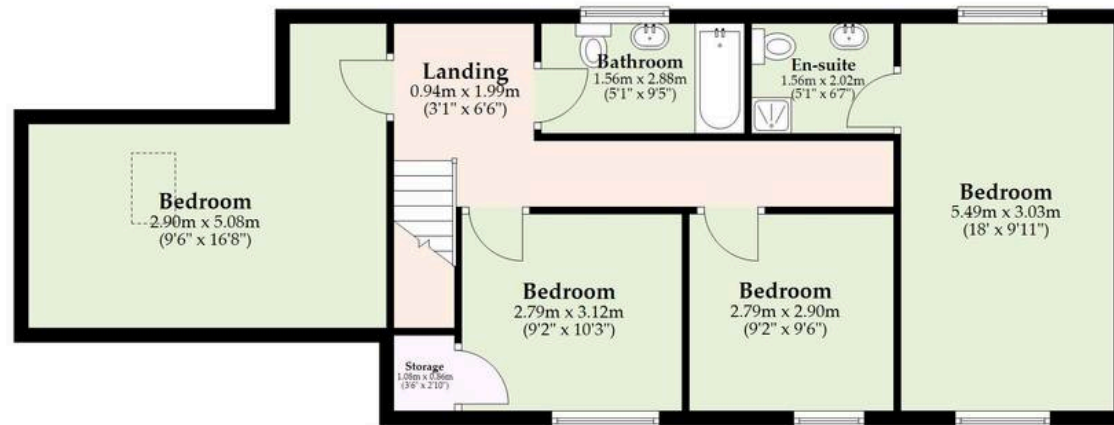 Landing
0.94m x 1.99m
(3'1" x 6'6")
Bathroom
1.56m x 2.88m
(5'1" x 9'5")
En-suite
1.56m x 2.02m
(5'1" x 6'7")
Bedroom
2.90m x 5.08m
(9'6" x 16'8")
Bedroom
5.49m x 3.03m
(18' x 9'11")
Bedroom
2.79m x 3.12m
(9'2" x 10'3")
Bedroom
2.79m x 2.90m
(9'2" x 9'6")
Storage
1.08m x 0.86m
(3'6" x 2'10")